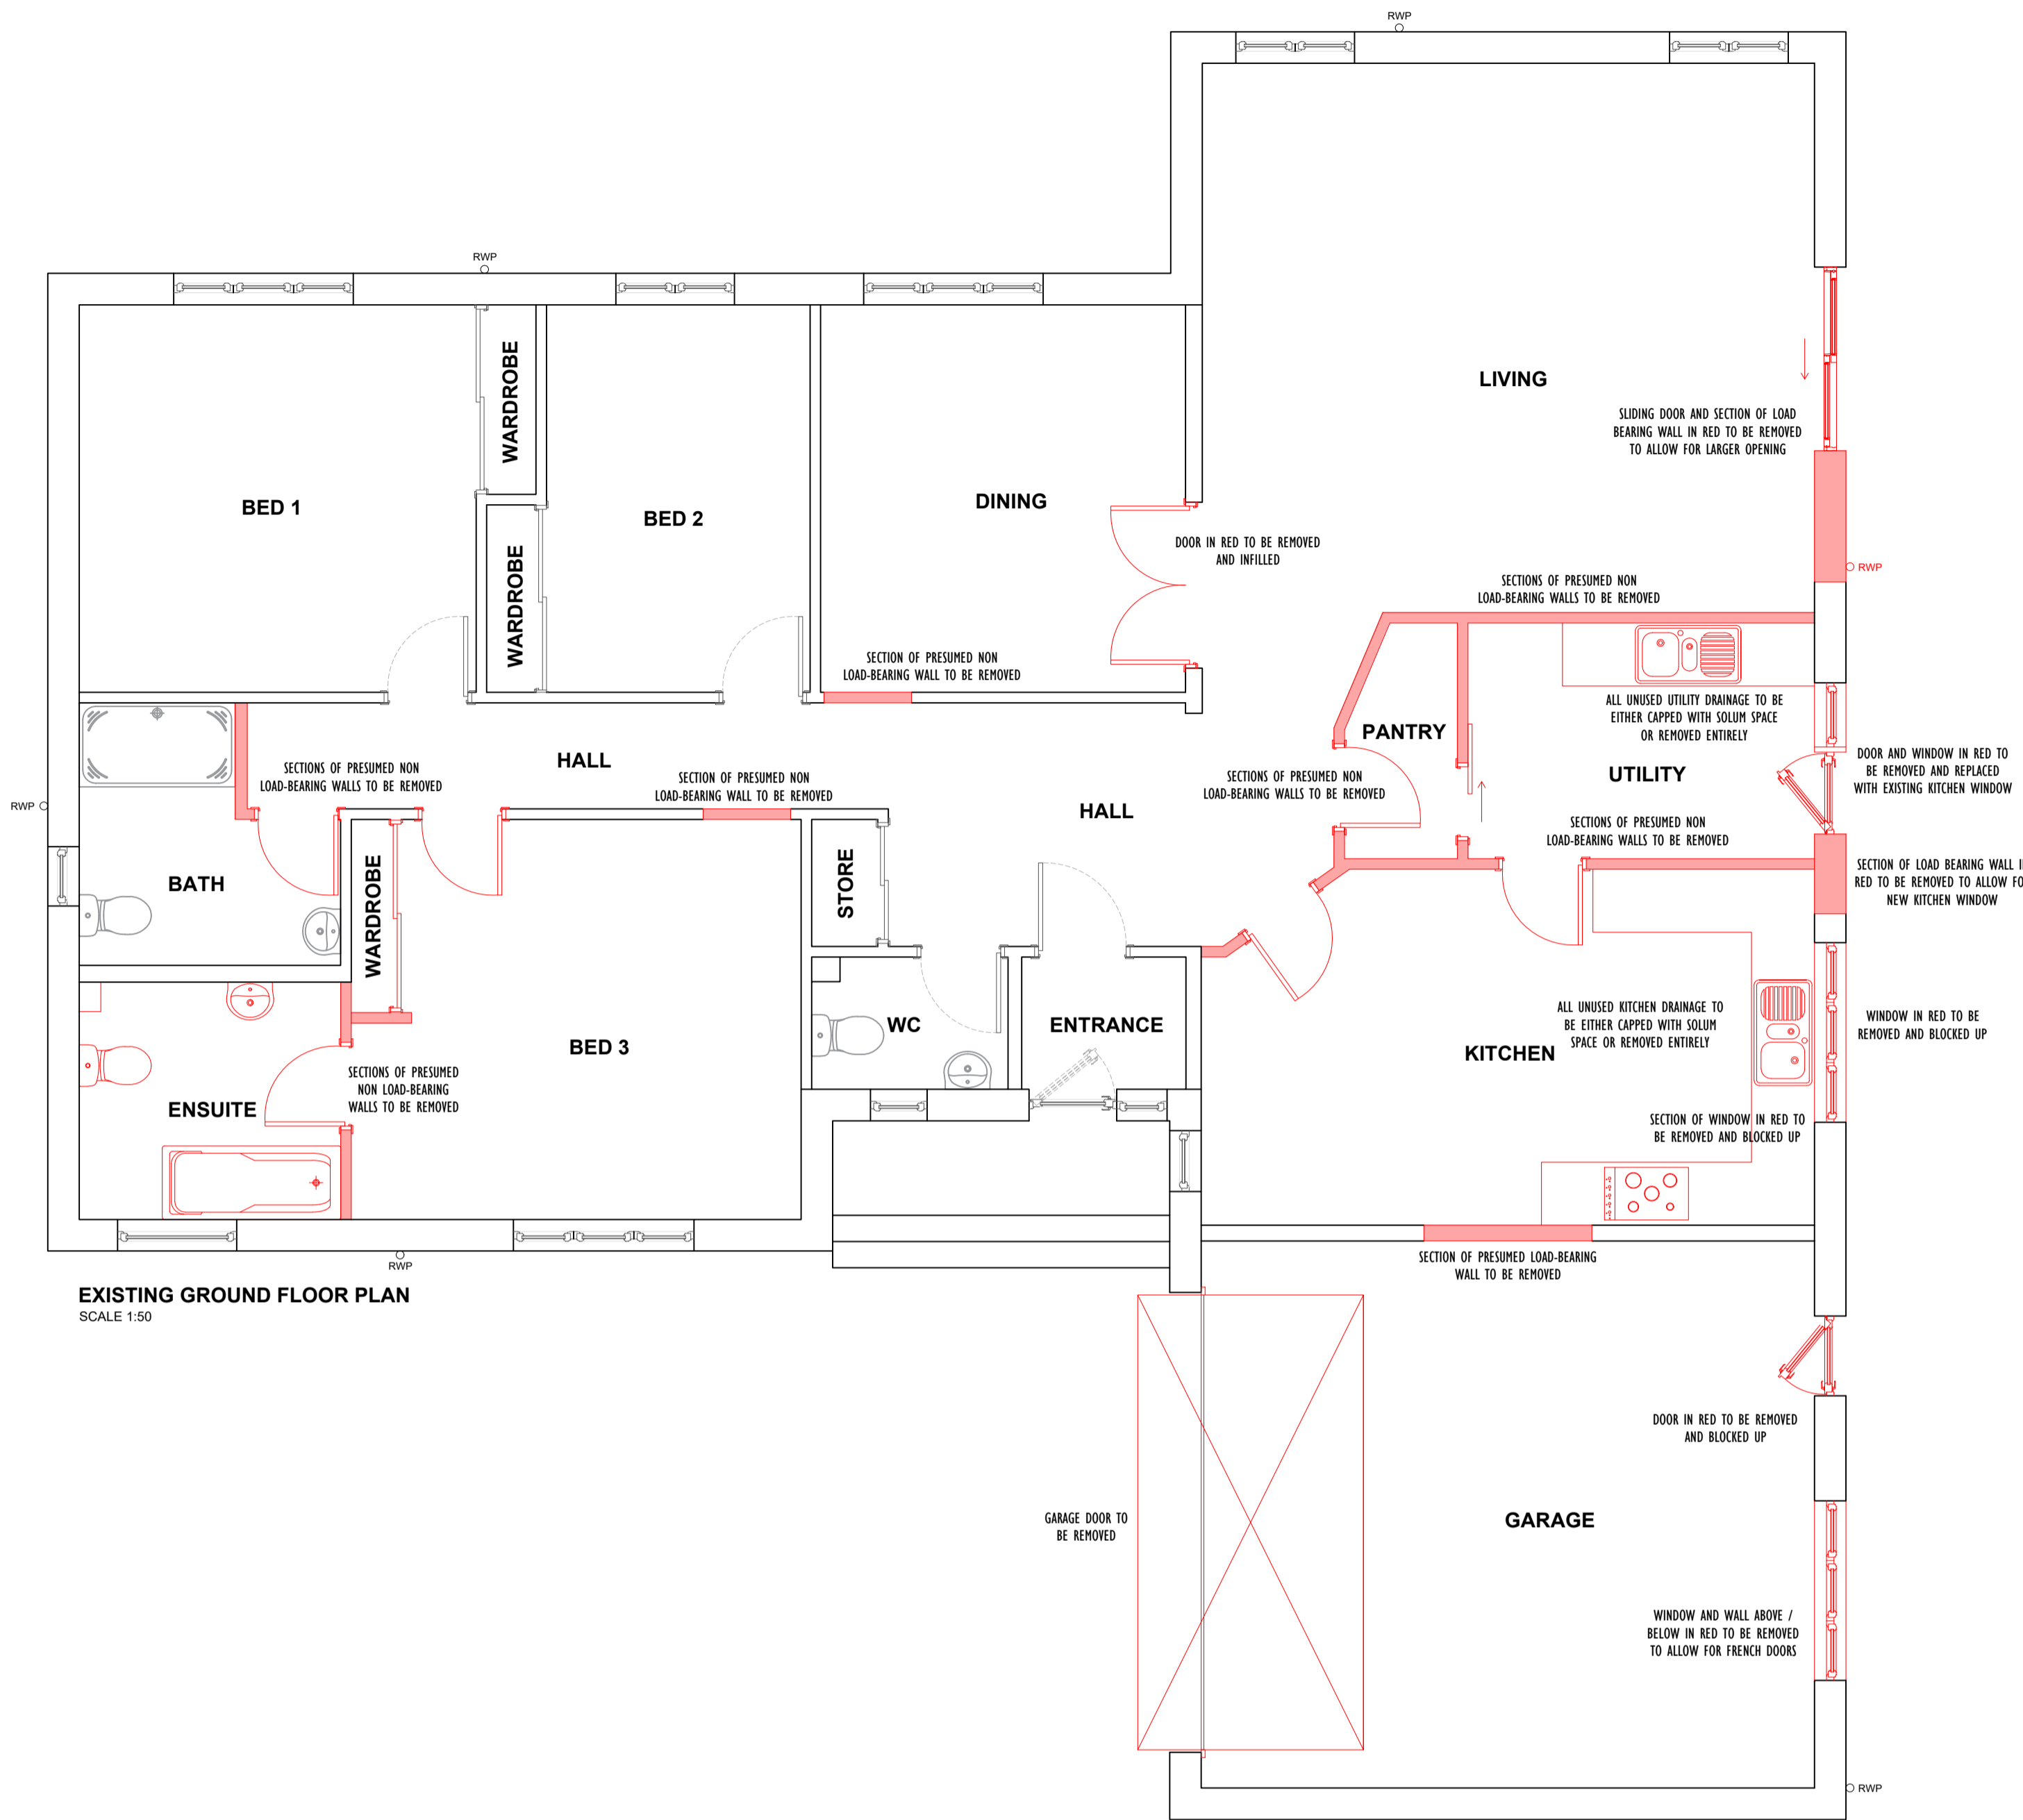 RWP
RWP
WARDROBE
LIVING
SLIDING DOOR AND SECTION OF LOAD
BEARING WALL IN RED TO BE REMOVED
TO ALLOW FOR LARGER OPENING
BED 1
BED 2
DINING
WARDROBE
DOOR IN RED TO BE REMOVED
AND INFILLED
RWP
SECTIONS OF PRESUMED NON
LOAD-BEARING WALLS TO BE REMOVED
SECTION OF PRESUMED NON
LOAD-BEARING WALL TO BE REMOVED
ALL UNUSED UTILITY DRAINAGE TO BE
EITHER CAPPED WITH SOLUM SPACE
OR REMOVED ENTIRELY
PANTRY
HALL
SECTIONS OF PRESUMED NON
LOAD-BEARING WALLS TO BE REMOVED
SECTION OF PRESUMED NON
LOAD-BEARING WALL TO BE REMOVED
SECTIONS OF PRESUMED NON
LOAD-BEARING WALLS TO BE REMOVED
UTILITY
DOOR AND WINDOW IN RED TO
BE REMOVED AND REPLACED
WITH EXISTING KITCHEN WINDOW
RWP
HALL
SECTIONS OF PRESUMED NON
LOAD-BEARING WALLS TO BE REMOVED
BATH
WARDROBE
STORE
SECTION OF LOAD BEARING WALL I
RED TO BE REMOVED TO ALLOW FO
NEW KITCHEN WINDOW
WC
ENTRANCE
ALL UNUSED KITCHEN DRAINAGE TO
BE EITHER CAPPED WITH SOLUM
SPACE OR REMOVED ENTIRELY
WINDOW IN RED TO BE
REMOVED AND BLOCKED UP
BED 3
KITCHEN
SECTIONS OF PRESUMED
NON LOAD-BEARING
WALLS TO BE REMOVED
ENSUITE
SECTION OF WINDOW IN RED TO
BE REMOVED AND BLOCKED UP
RWP
SECTION OF PRESUMED LOAD-BEARING
WALL TO BE REMOVED
EXISTING GROUND FLOOR PLAN
SCALE 1:50
DOOR IN RED TO BE REMOVED
AND BLOCKED UP
GARAGE DOOR TO
BE REMOVED
GARAGE
WINDOW AND WALL ABOVE /
BELOW IN RED TO BE REMOVED
TO ALLOW FOR FRENCH DOORS
RWP